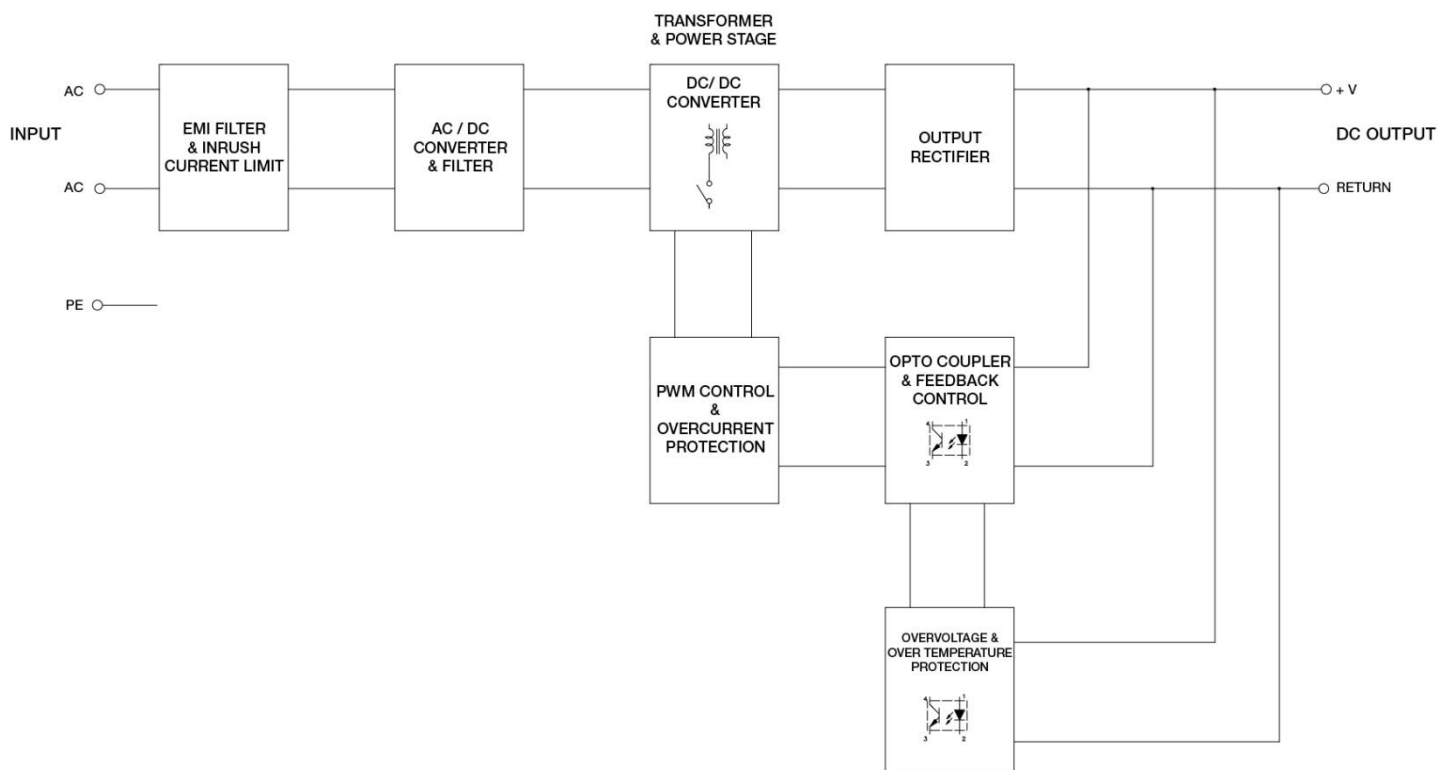 TRANSFORMER
& POWER STAGE
AC
INPUT
AC
PE
EMI FILTER
& INRUSH
CURRENT LIMIT
AC / DC
CONVERTER
& FILTER
DC/ DC
CONVERTER
OUTPUT
RECTIFIER
+ V
DC OUTPUT
RETURN
PWM CONTROL
&
OVERCURRENT
PROTECTION
OPTO COUPLER
& FEEDBACK
CONTROL
4 1
3 2
OVERVOLTAGE &
OVER TEMPERATURE
PROTECTION
4 1
3 2